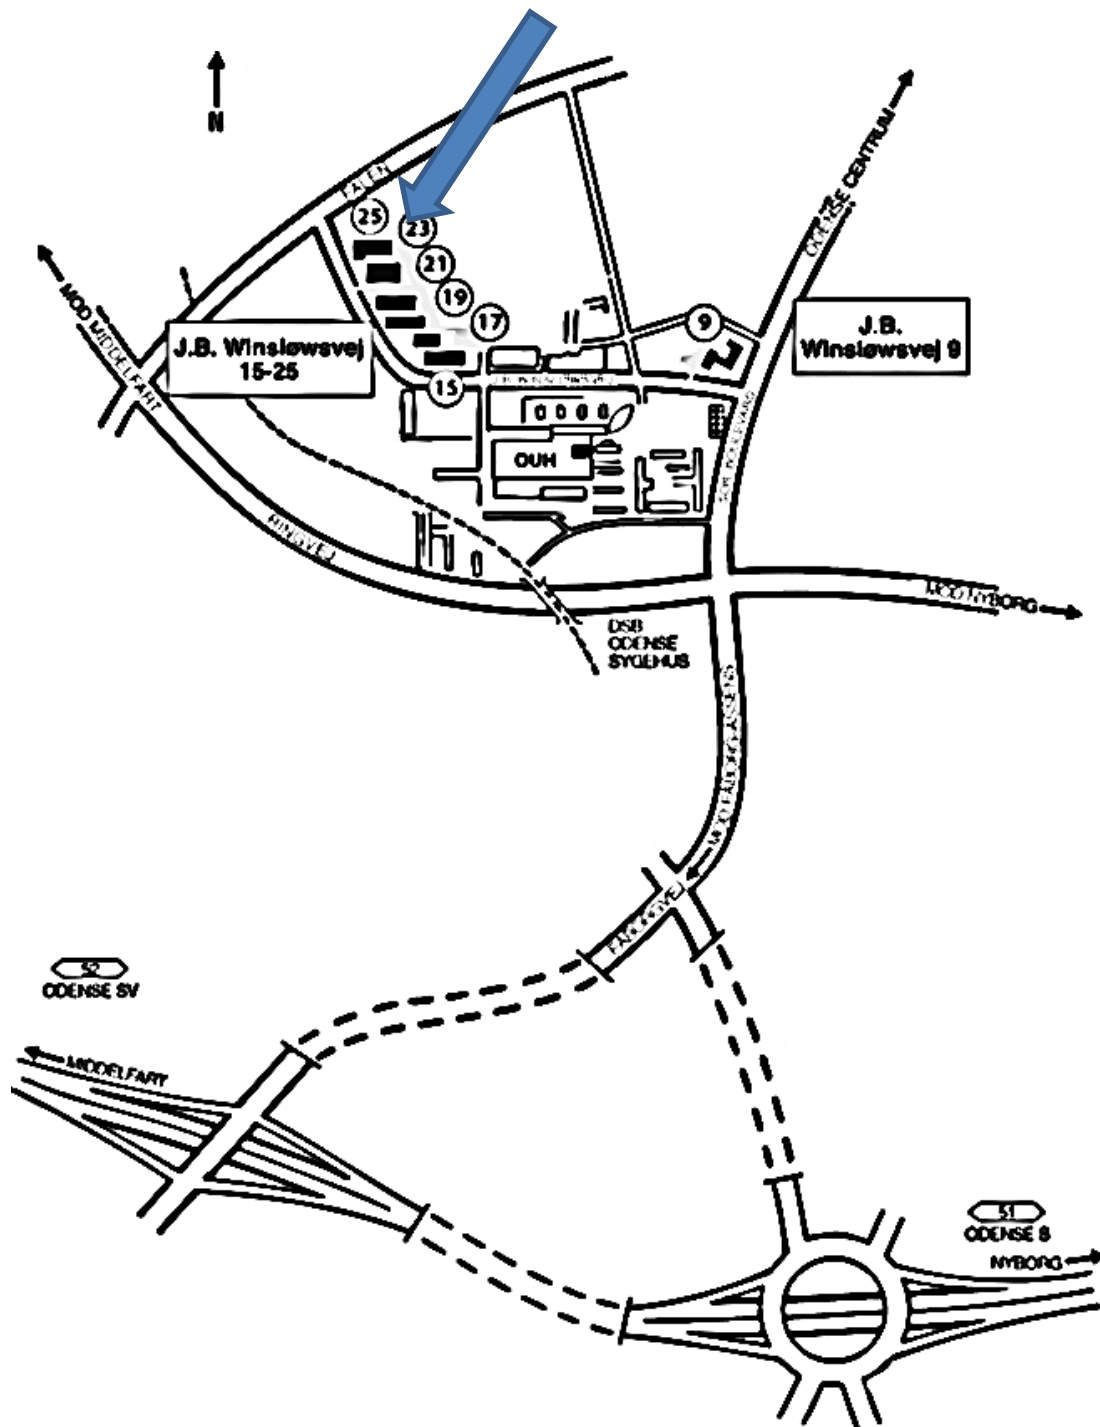 N
ODENSE CENTRUM
25
23
21
19
17
9
15
MOD MIDDELFART
J.B. Winsløwsvej
15-25
J.B.
Winsløwsvej 9
OUH
RINGVEJ
MOD NYBORG
DSB
ODENSE
SYGEHUS
52
ODENSE SV
MIDDELFART
51
ODENSE S
NYBORG